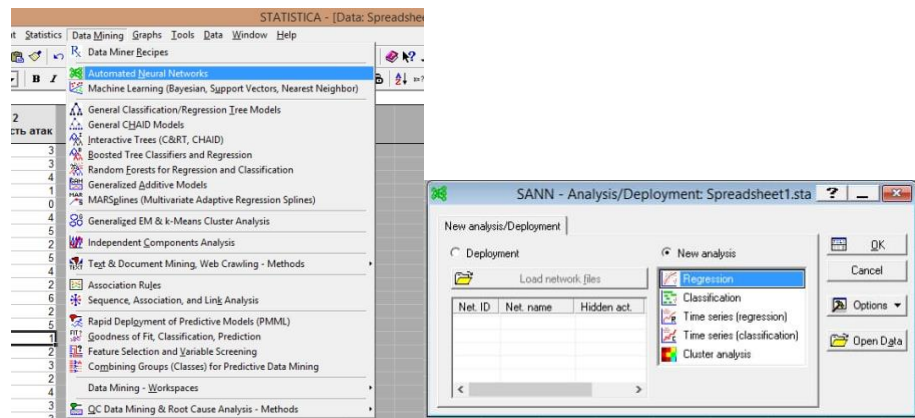 STATISTICA - [Data: Spreadshe
Statistics Data Mining Graphs Tools Data Window Help
Data Miner Recipes
Automated Neural Networks
Machine Learning (Bayesian, Support Vectors, Nearest Neighbor)
General Classification/Regression Tree Models
General CHAID Models
Interactive Trees (C&RT, CHAID)
Boosted Tree Classifiers and Regression
Random Forests for Regression and Classification
Generalized Additive Models
MARSplines (Multivariate Adaptive Regression Splines)
Generalized EM & k-Means Cluster Analysis
Independent Components Analysis
Text & Document Mining, Web Crawling - Methods
Association Rules
Sequence, Association, and Link Analysis
Rapid Deployment of Predictive Models (PMML)
Goodness of Fit, Classification, Prediction
Feature Selection and Variable Screening
Combining Groups (Classes) for Predictive Data Mining
Data Mining - Workspaces
QC Data Mining & Root Cause Analysis - Methods
B I
2
сть атак
3
3
4
1
0
4
5
2
5
4
2
6
2
5
1
2
3
2
4
3
SANN - Analysis/Deployment: Spreadsheet1.sta
New analysis/Deployment
Deployment
New analysis
OK
Load network files
Regression
Cancel
Net. ID Net. name Hidden act.
Classification
Time series (regression)
Options
Time series (classification)
Open Data
Cluster analysis